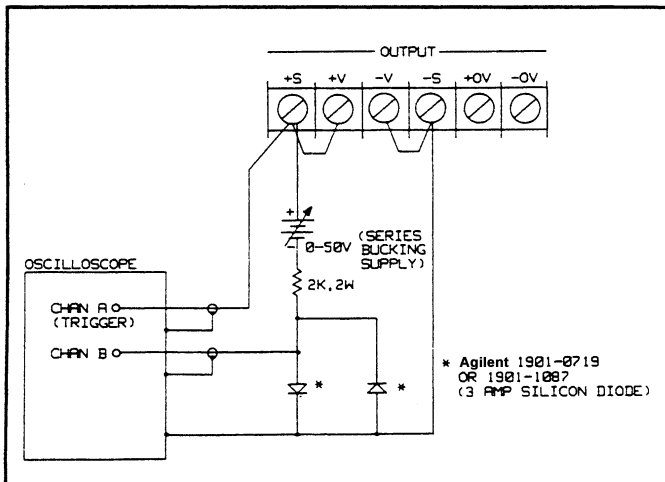 OUTPUT
+S +V -V -S +OV -OV
+
- 0-50V
(SERIES
BUCKING
SUPPLY)
2K,2W
OSCILLOSCOPE
CHAN A
(TRIGGER)
CHAN B
*
*
* Agilent 1901-0719
OR 1901-1087
(3 AMP SILICON DIODE)